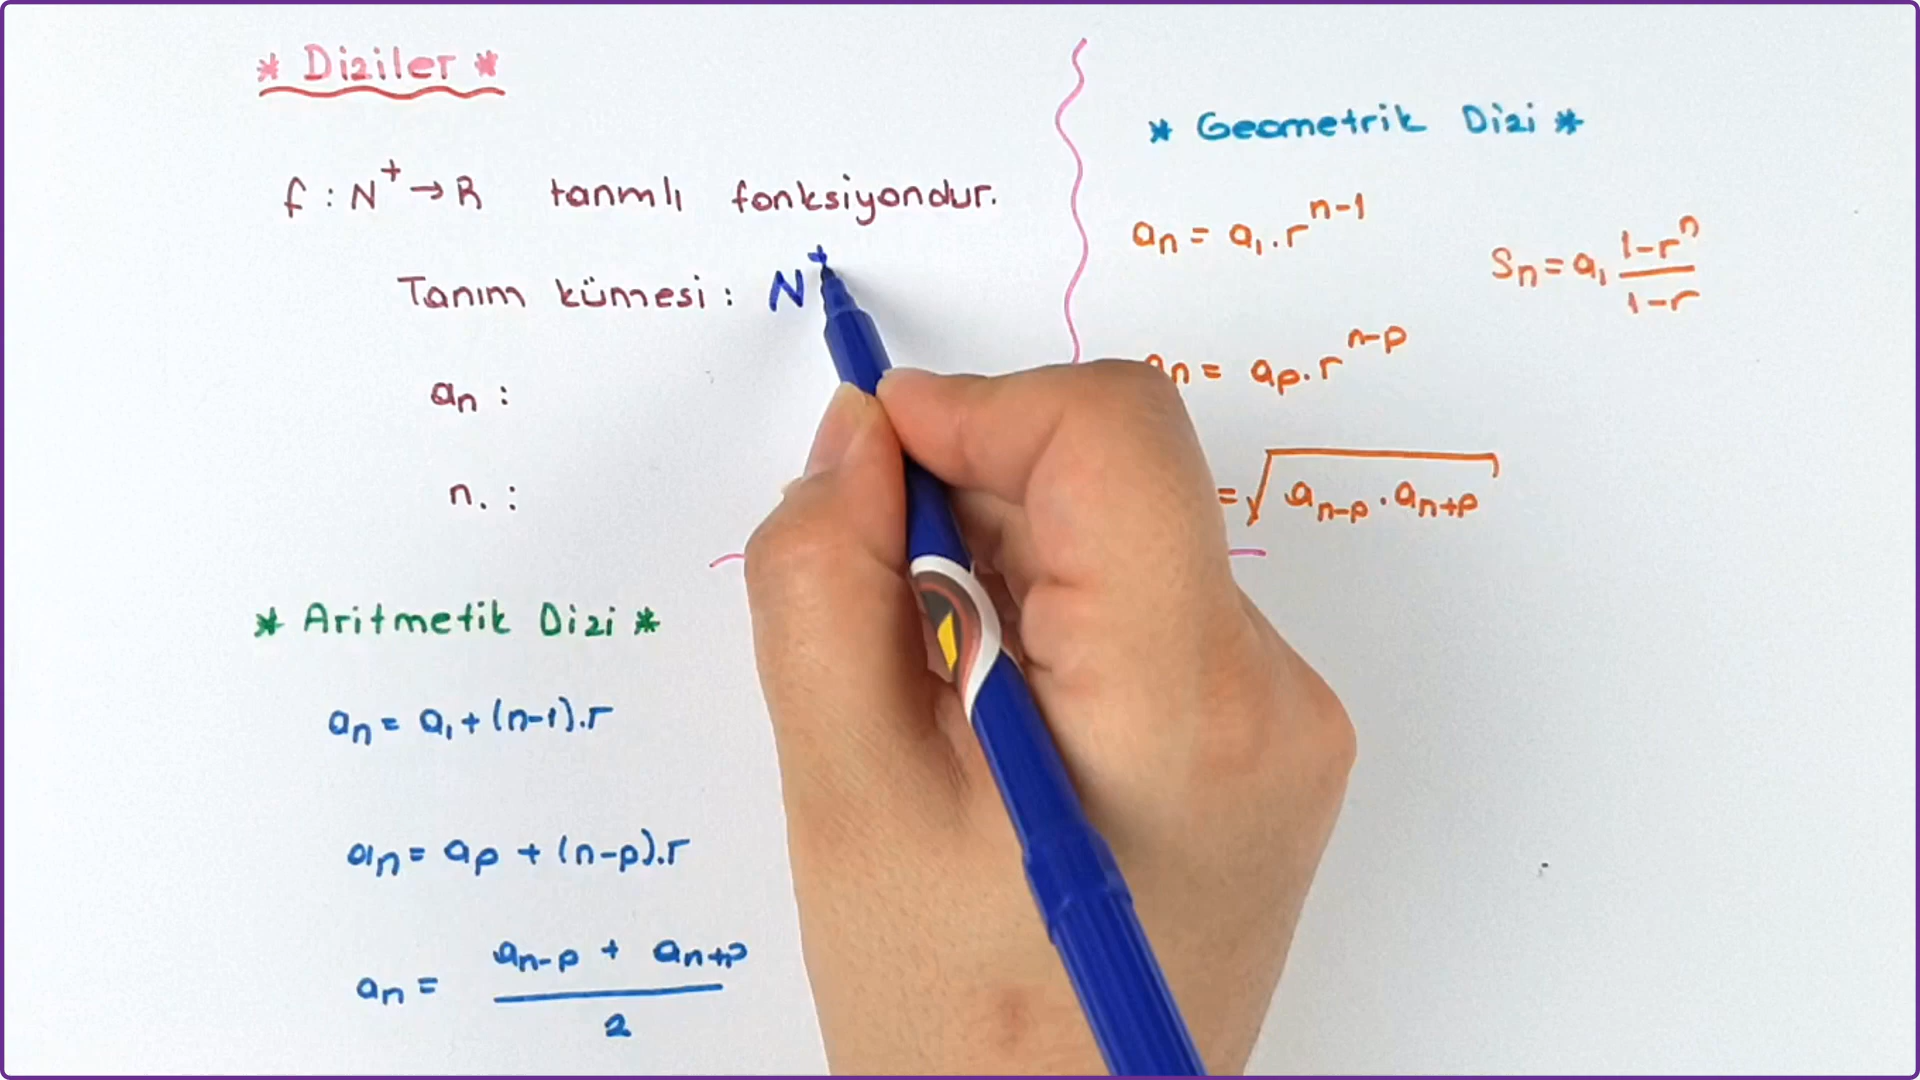 * Diziler *
f : N⁺ → R tanımlı fonksiyondur.
Tanım kümesi : N⁺
aₙ :
n. :
* Aritmetik Dizi *
aₙ = a₁ + (n-1).r
aₙ = aₚ + (n-p).r
aₙ = (aₙ₋ₚ + aₙ₊ₚ) / 2
* Geometrik Dizi *
aₙ = a₁ . rⁿ⁻¹
Sₙ = a₁ (1-rⁿ) / (1-r)
aₙ = aₚ . rⁿ⁻ᵖ
= √(aₙ₋ₚ . aₙ₊ₚ)